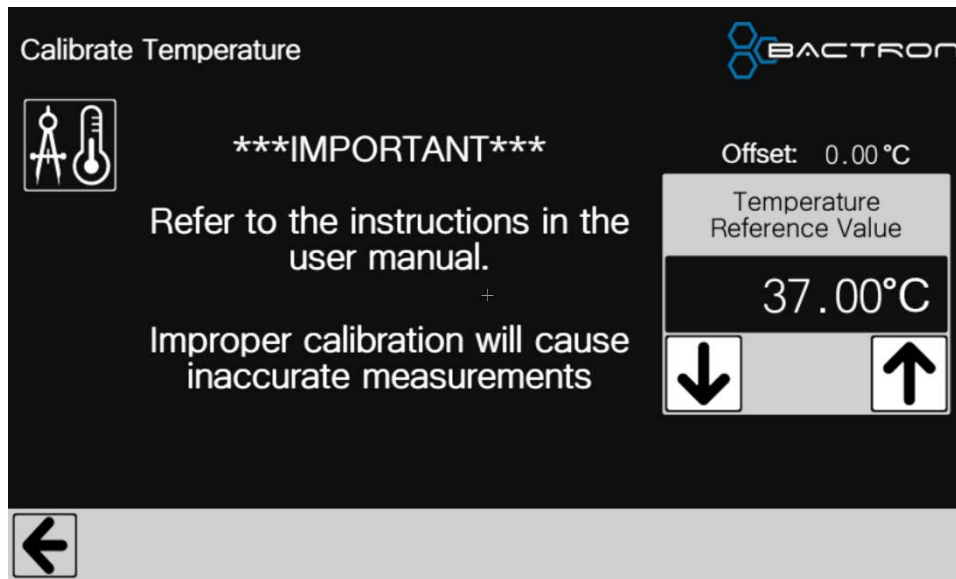 Calibrate Temperature
BACTRON
***IMPORTANT***
Refer to the instructions in the
user manual.
Improper calibration will cause
inaccurate measurements
Offset: 0.00°C
Temperature
Reference Value
37.00°C